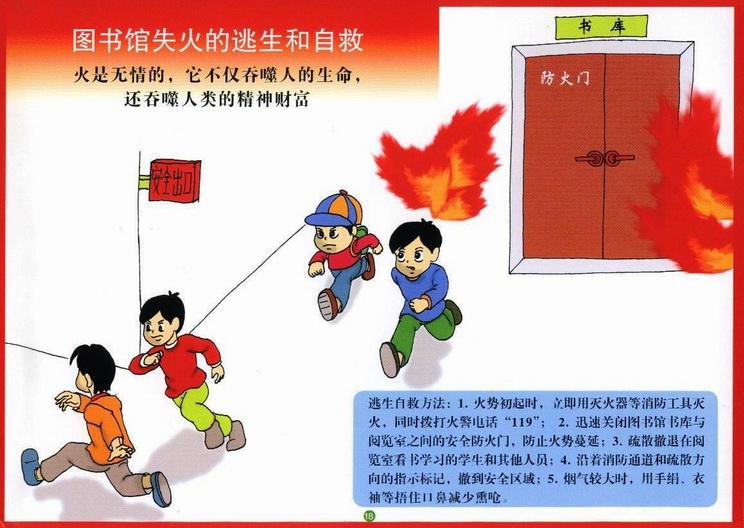 图书馆失火的逃生和自救
火是无情的，它不仅吞噬人的生命，
还吞噬人类的精神财富
书库
防火门
安全出口
逃生自救方法：1. 火势初起时，立即用灭火器等消防工具灭
火，同时拨打火警电话“119”； 2. 迅速关闭图书馆书库与
阅览室之间的安全防火门，防止火势蔓延；3. 疏散撤退在阅
览室看书学习的学生和其他人员；4. 沿着消防通道和疏散方
向的指示标记，撤到安全区域；5. 烟气较大时，用手绢、衣
袖等捂住口鼻减少熏呛。
18